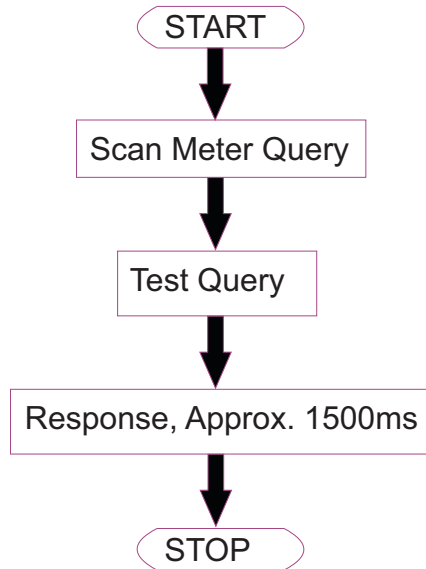 START
Scan Meter Query
Test Query
Response, Approx. 1500ms
STOP